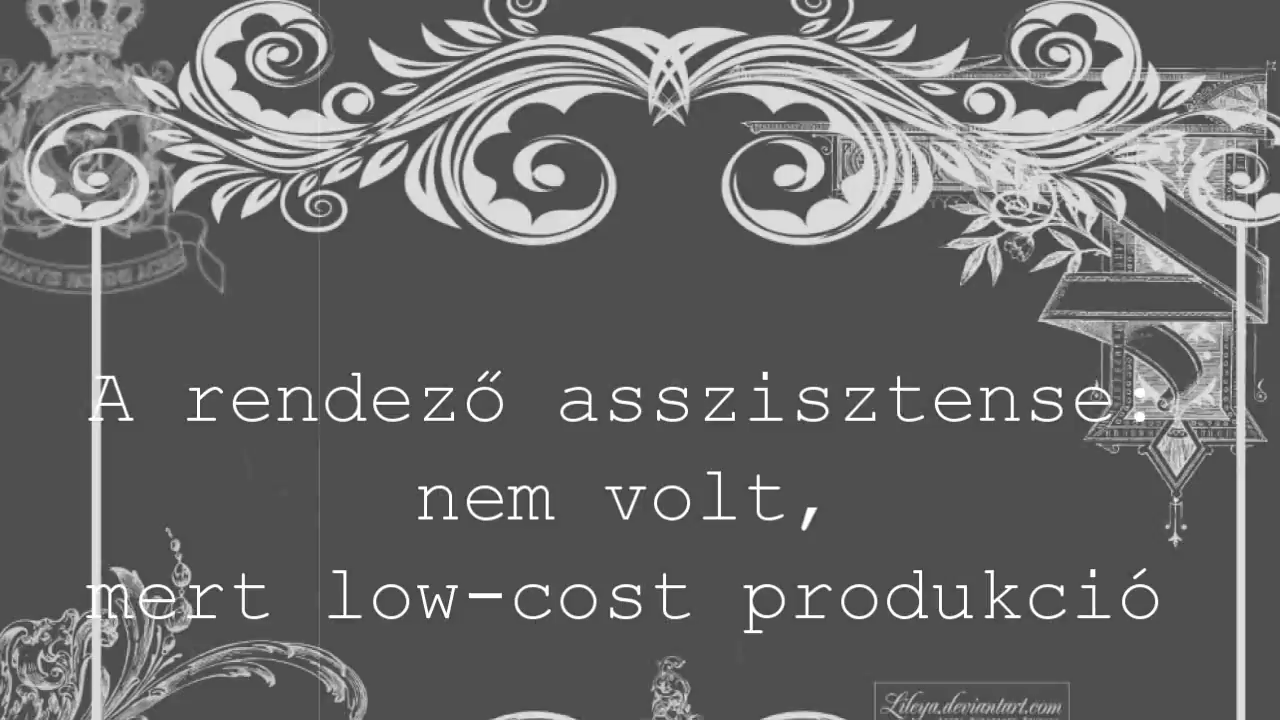 A rendező asszisztense:
nem volt,
mert low-cost produkció
Lileya.deviantart.com